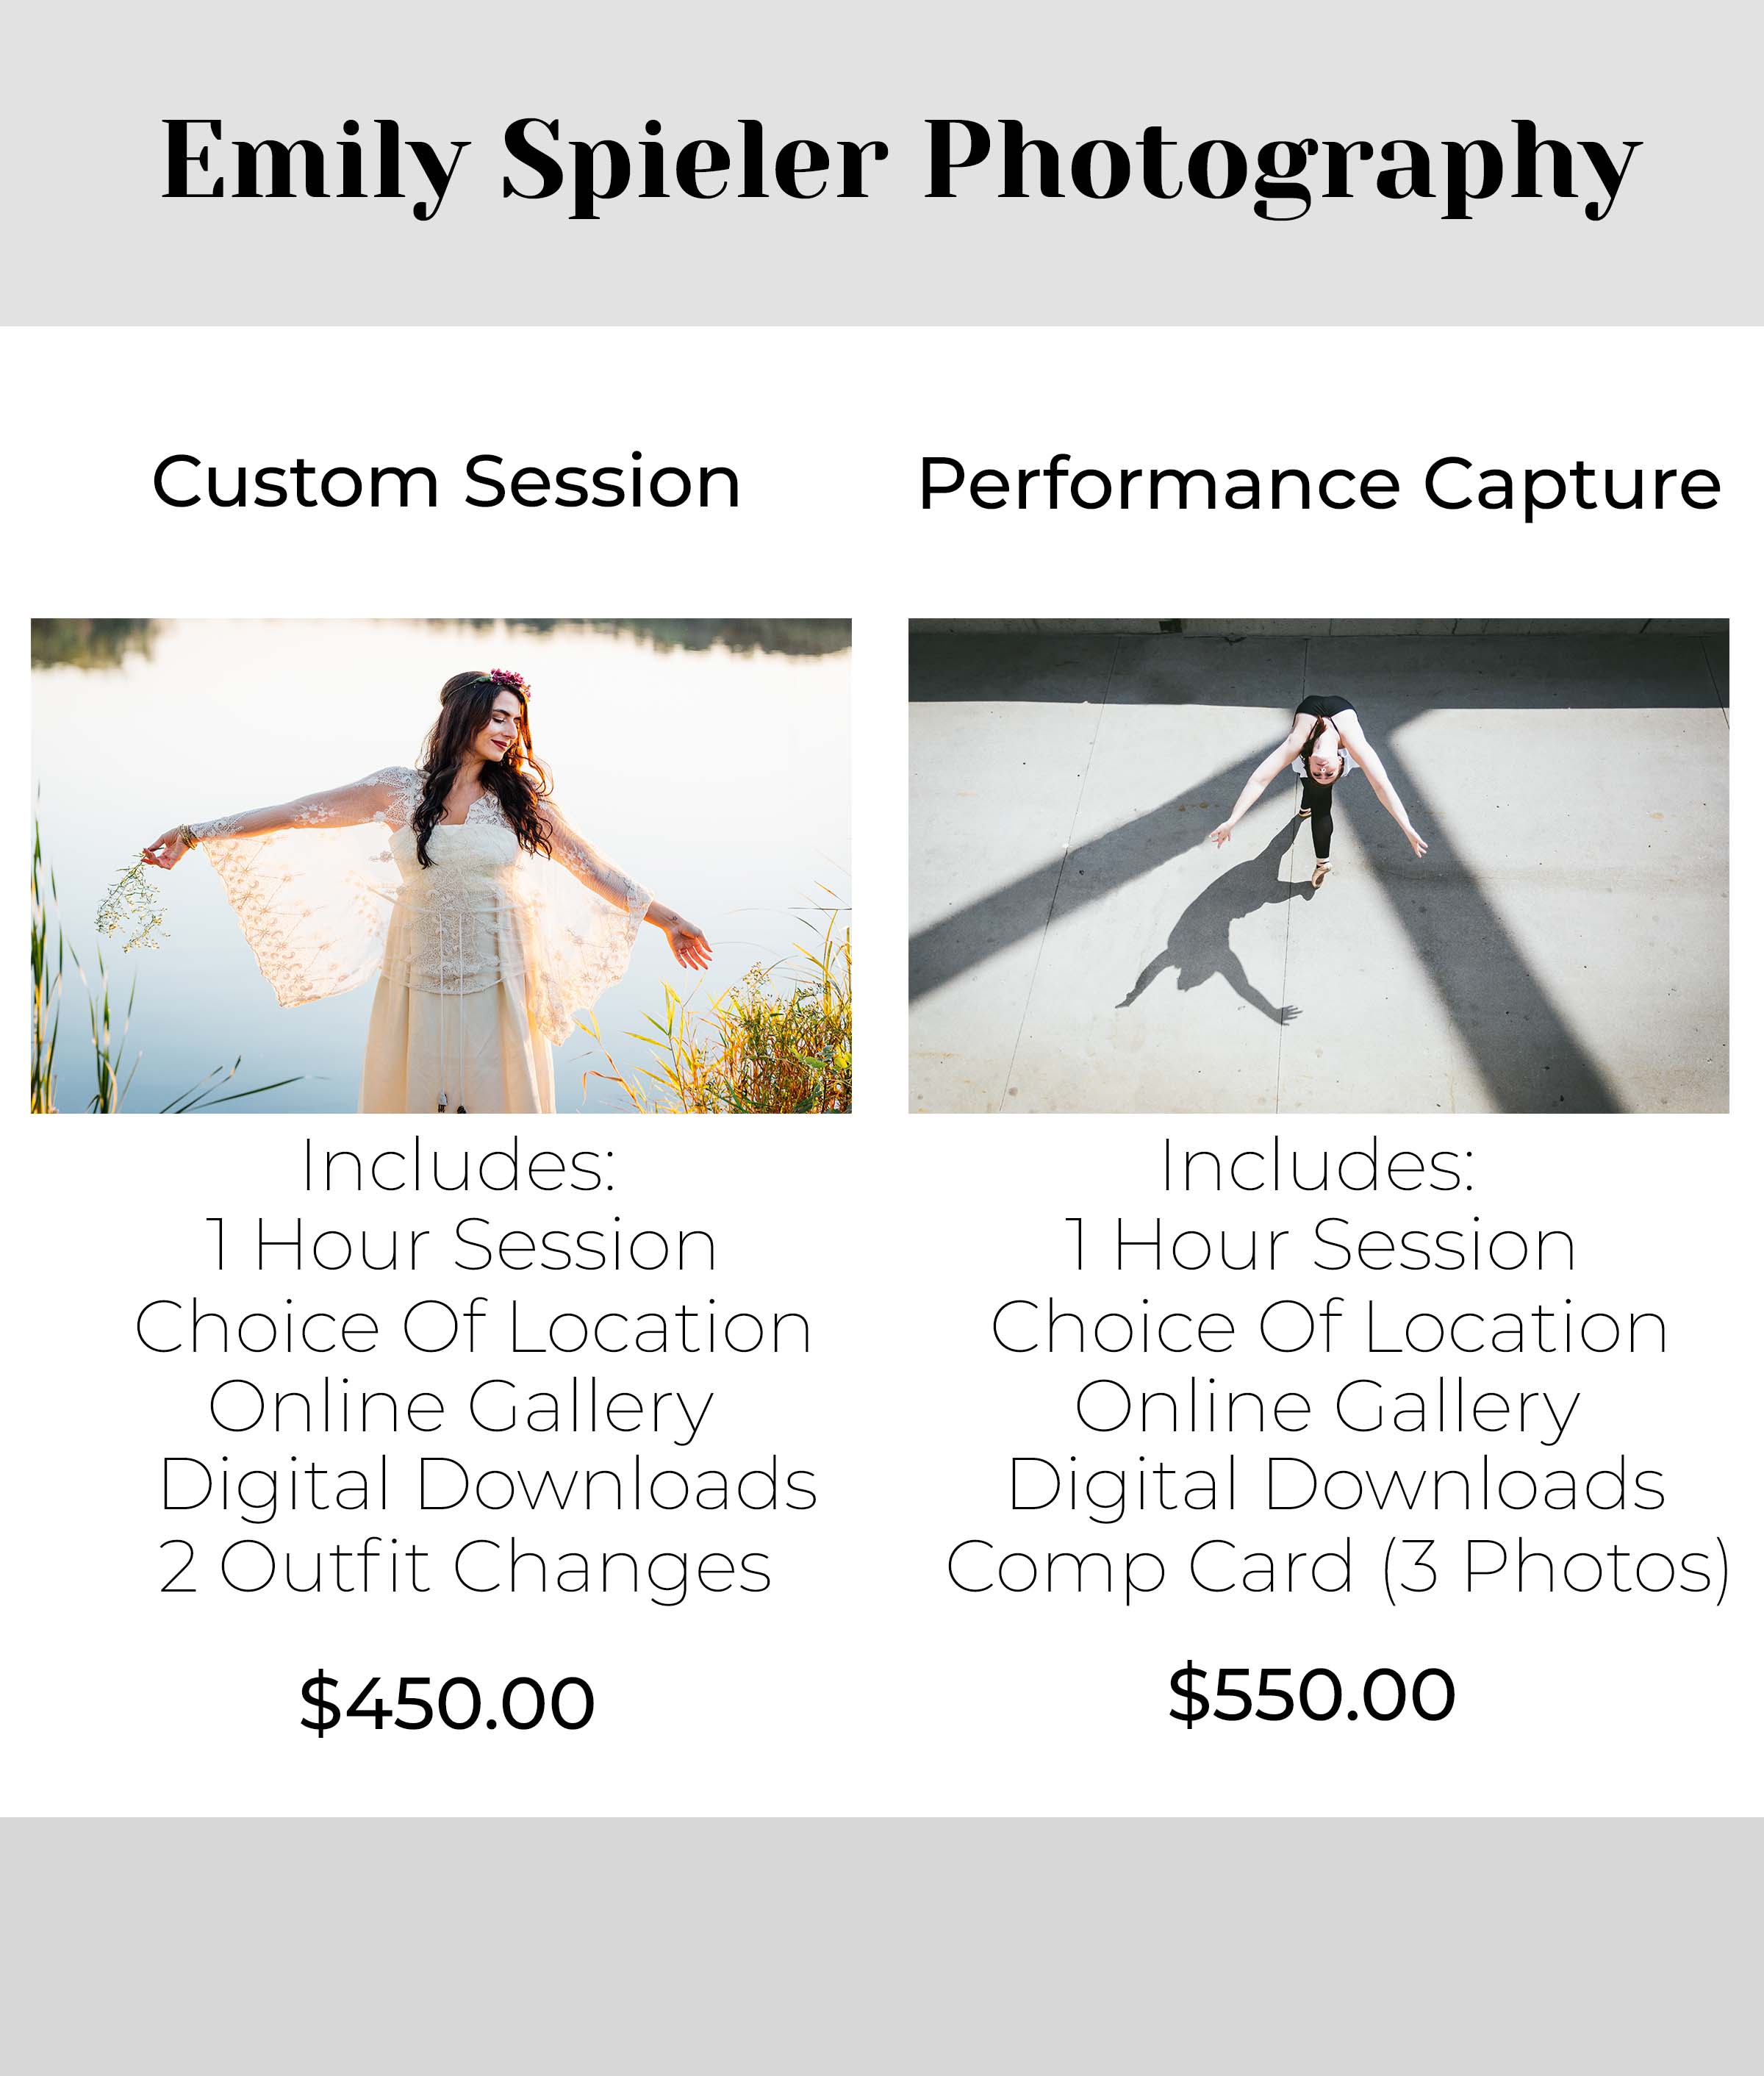 Emily Spieler Photography
Custom Session
Includes:
1 Hour Session
Choice Of Location
Online Gallery
Digital Downloads
2 Outfit Changes
$450.00
Performance Capture
Includes:
1 Hour Session
Choice Of Location
Online Gallery
Digital Downloads
Comp Card (3 Photos)
$550.00